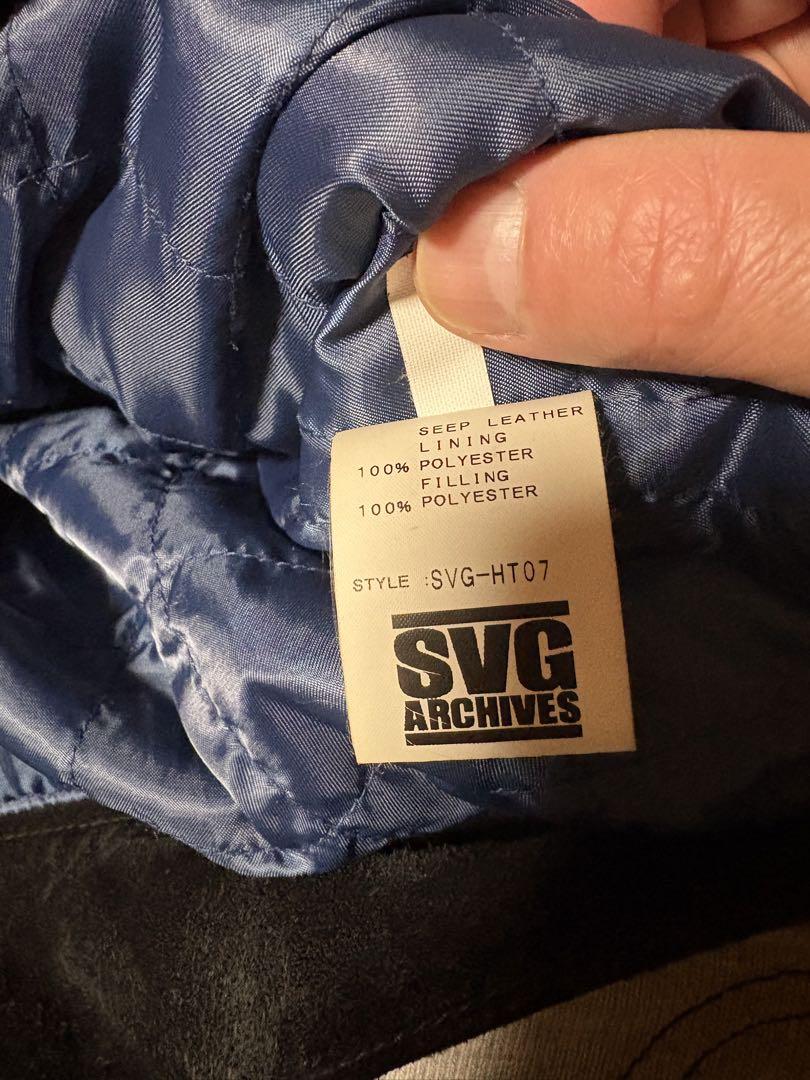 SEEP LEATHER
LINING
100% POLYESTER
FILLING
100% POLYESTER
STYLE :SVG-HT07
SVG
ARCHIVES